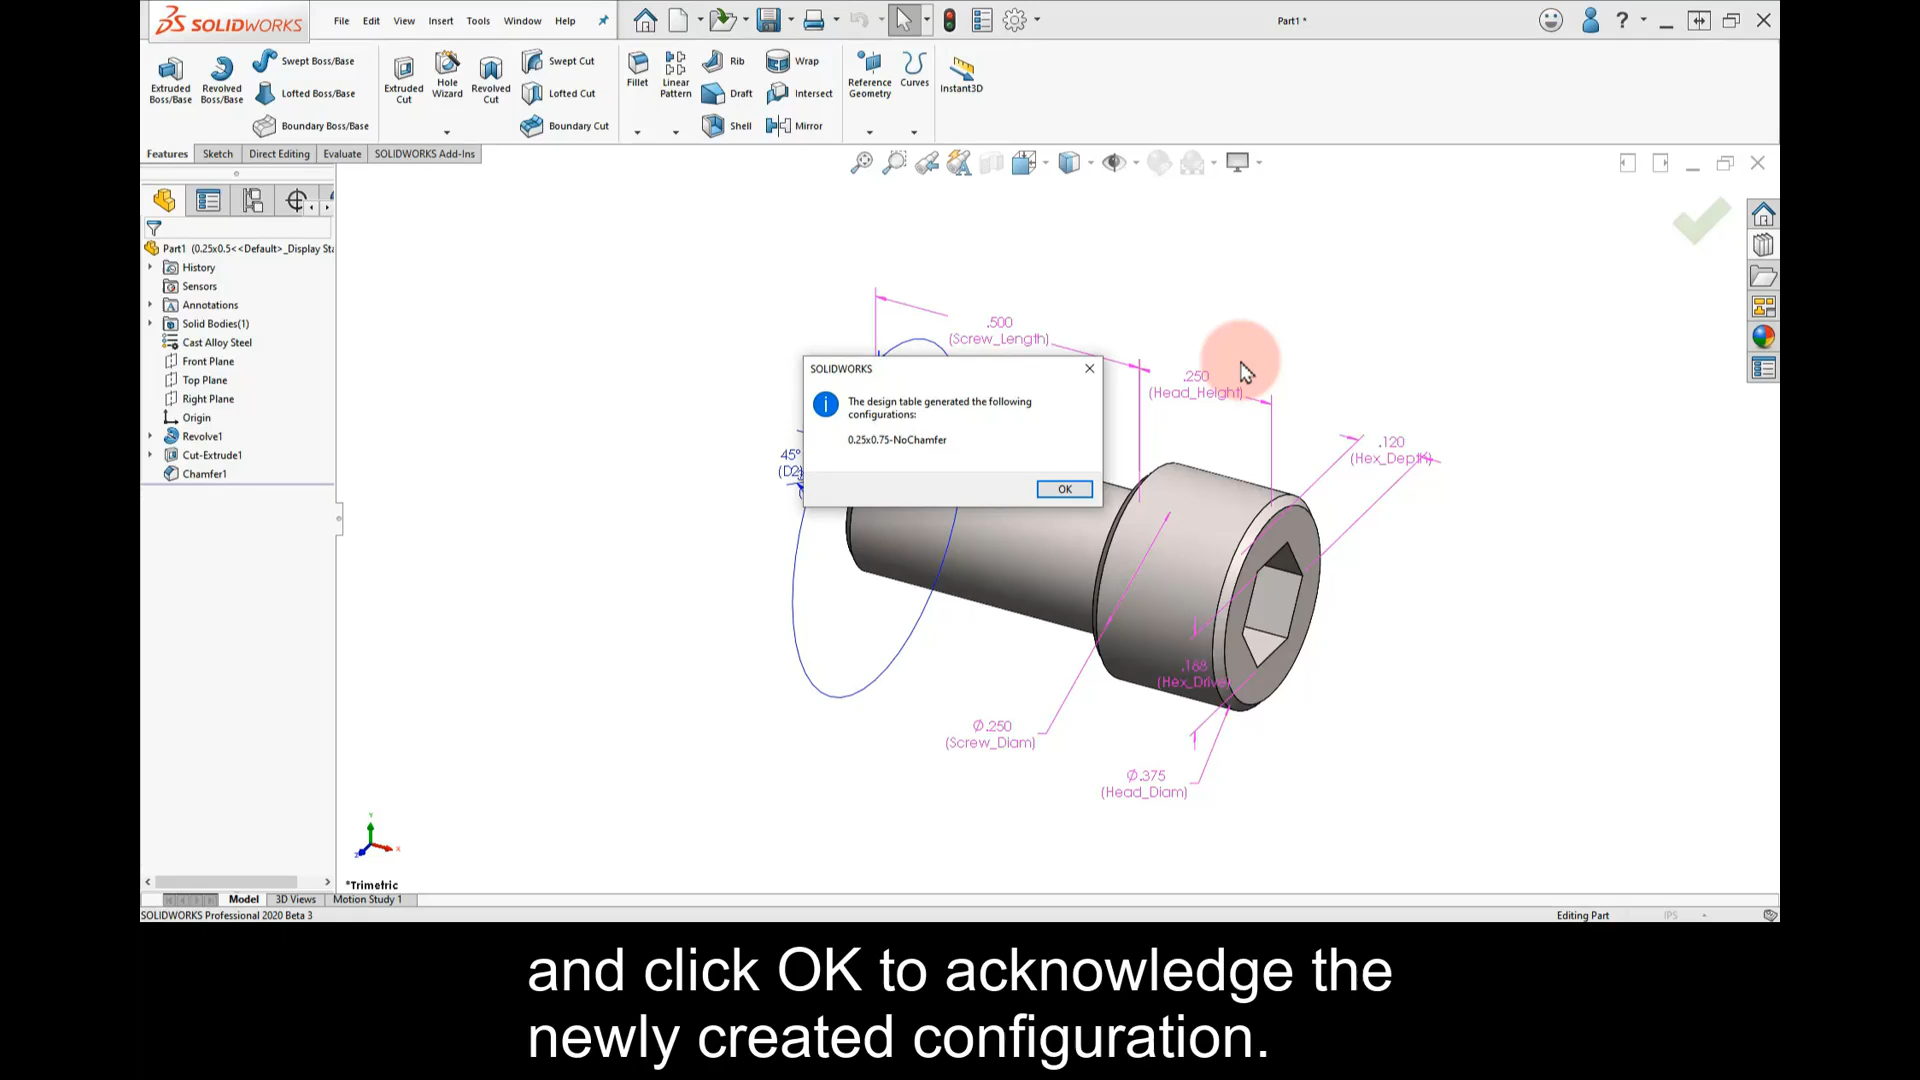 SOLIDWORKS
File Edit View Insert Tools Window Help
Part1 *
?
Extruded Boss/Base
Revolved Boss/Base
Swept Boss/Base
Lofted Boss/Base
Boundary Boss/Base
Extruded Cut
Hole Wizard
Revolved Cut
Swept Cut
Lofted Cut
Boundary Cut
Fillet
Linear Pattern
Rib
Draft
Shell
Wrap
Intersect
Mirror
Reference Geometry
Curves
Instant3D
Features Sketch Direct Editing Evaluate SOLIDWORKS Add-Ins
Part1 (0.25x0.5<<Default>_Display Sta
History
Sensors
Annotations
Solid Bodies(1)
Cast Alloy Steel
Front Plane
Top Plane
Right Plane
Origin
Revolve1
Cut-Extrude1
Chamfer1
.500
(Screw_Length)
.250
(Head_Height)
.120
(Hex_Depth)
45°
(D2)
SOLIDWORKS
The design table generated the following
configurations:
0.25x0.75-NoChamfer
OK
.188
(Hex_Drive)
Ø.250
(Screw_Diam)
Ø.375
(Head_Diam)
Y
X
Z
*Trimetric
Model 3D Views Motion Study 1
SOLIDWORKS Professional 2020 Beta 3
Editing Part
IPS
and click OK to acknowledge the
newly created configuration.